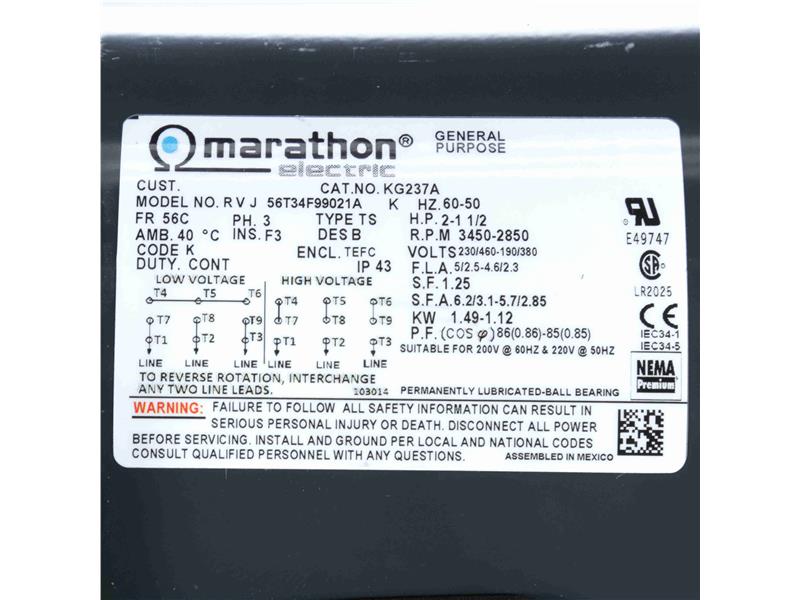 marathon®
electric
GENERAL
PURPOSE
CUST. CAT.NO. KG237A
MODEL NO. R V J 56T34F99021A K HZ. 60-50
FR 56C PH. 3 TYPE TS H.P. 2-1 1/2
AMB. 40 °C INS. F3 DES B R.P.M 3450-2850
CODE K ENCL. TEFC VOLTS 230/460-190/380
DUTY. CONT IP 43 F.L.A. 5/2.5-4.6/2.3
S.F. 1.25
S.F.A. 6.2/3.1-5.7/2.85
KW 1.49-1.12
P.F. (COS φ) 86(0.86)-85(0.85)
SUITABLE FOR 200V @ 60HZ & 220V @ 50HZ
LOW VOLTAGE HIGH VOLTAGE
T4 T5 T6 T4 T5 T6
T7 T8 T9 T7 T8 T9
T1 T2 T3 T1 T2 T3
LINE LINE LINE LINE LINE LINE
TO REVERSE ROTATION, INTERCHANGE
ANY TWO LINE LEADS. 103014 PERMANENTLY LUBRICATED-BALL BEARING
E49747
LR2025
CE
IEC34-1
IEC34-5
NEMA
Premium
WARNING: FAILURE TO FOLLOW ALL SAFETY INFORMATION CAN RESULT IN
SERIOUS PERSONAL INJURY OR DEATH. DISCONNECT ALL POWER
BEFORE SERVICING. INSTALL AND GROUND PER LOCAL AND NATIONAL CODES
CONSULT QUALIFIED PERSONNEL WITH ANY QUESTIONS. ASSEMBLED IN MEXICO